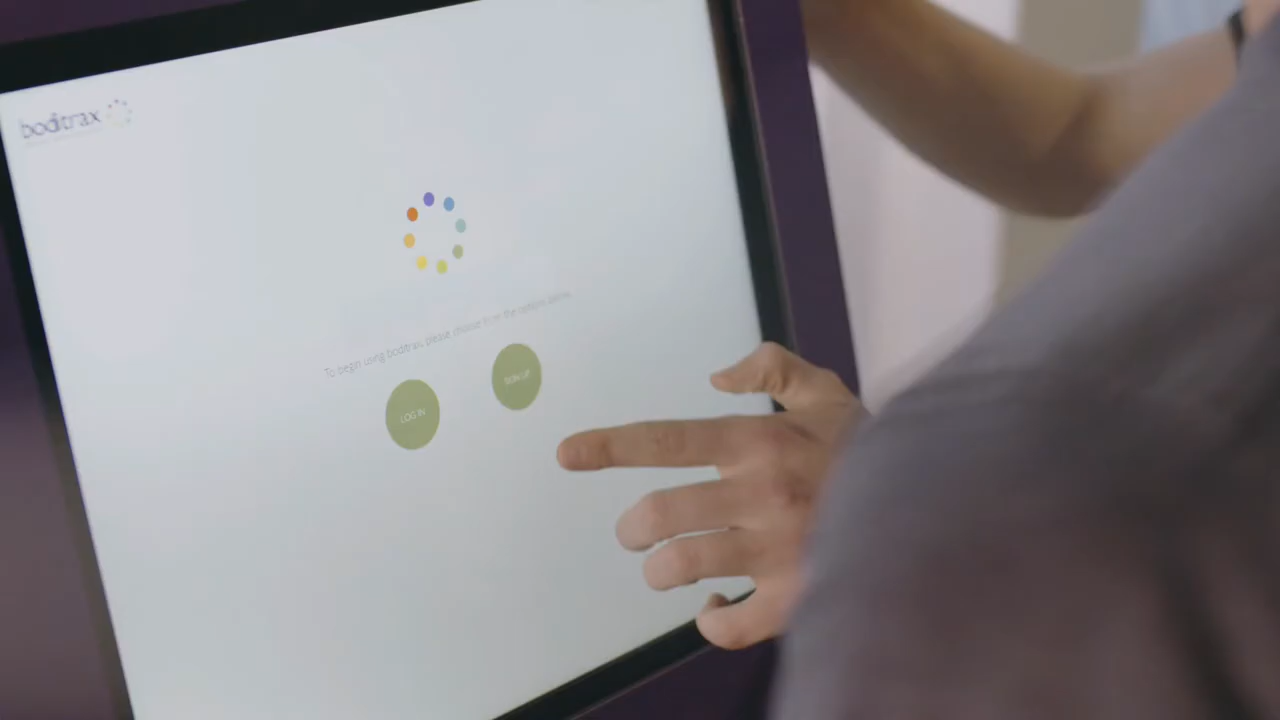 boditrax
To begin using boditrax, please choose from the options below
LOG IN
SIGN UP